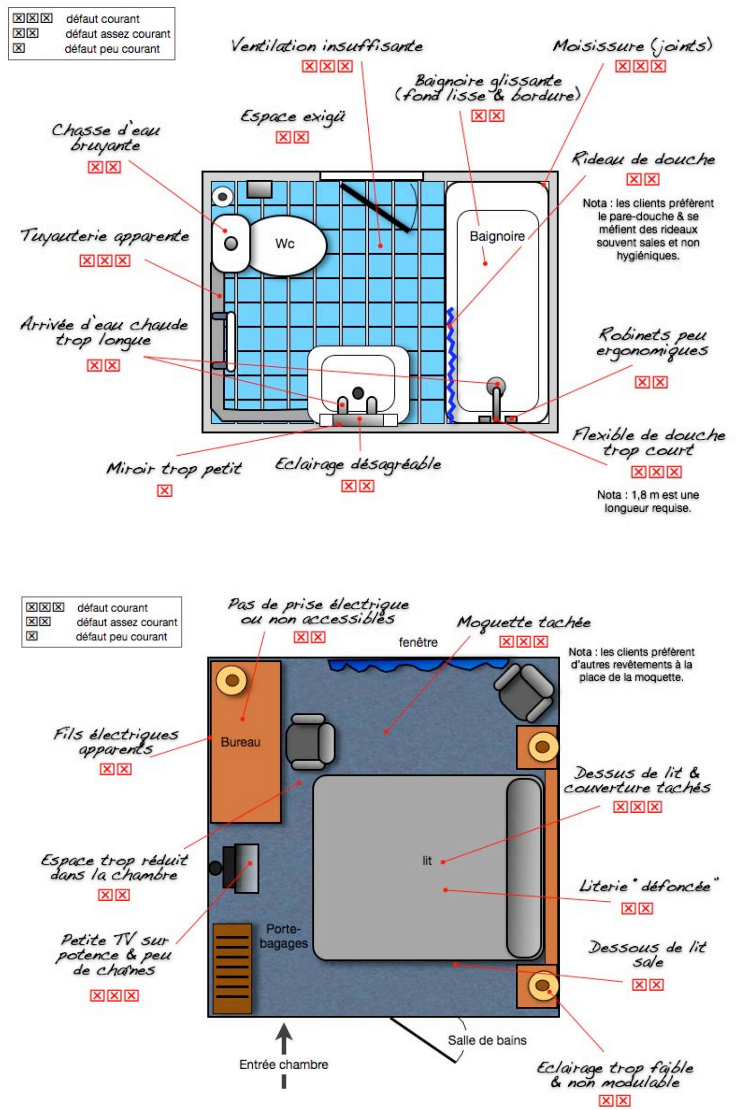 ☒☒☒ défaut courant
☒☒ défaut assez courant
☒ défaut peu courant
Ventilation insuffisante
☒☒☒
Moisissure (joints)
☒☒☒
Baignoire glissante
(fond lisse & bordure)
☒☒
Espace exigü
☒☒
Chasse d'eau
bruyante
☒☒
Rideau de douche
☒☒
Nota : les clients préfèrent
le pare-douche & se
méfient des rideaux
souvent sales et non
hygiéniques.
Tuyauterie apparente
☒☒☒
Wc
Baignoire
Arrivée d'eau chaude
trop longue
☒☒
Robinets peu
ergonomiques
☒☒
Miroir trop petit
☒
Eclairage désagréable
☒☒
Flexible de douche
trop court
☒☒☒
Nota : 1,8 m est une
longueur requise.
☒☒☒ défaut courant
☒☒ défaut assez courant
☒ défaut peu courant
Pas de prise électrique
ou non accessibles
☒☒
Moquette tachée
☒☒☒
fenêtre
Nota : les clients préfèrent
d'autres revêtements à la
place de la moquette.
Fils électriques
apparents
☒☒
Bureau
Dessus de lit &
couverture tachés
☒☒☒
Espace trop réduit
dans la chambre
☒☒
lit
Literie "défoncée"
☒☒
Petite TV sur
potence & peu
de chaînes
☒☒☒
Porte-
bagages
Dessous de lit
sale
☒☒
Salle de bains
Entrée chambre
Eclairage trop faible
& non modulable
☒☒